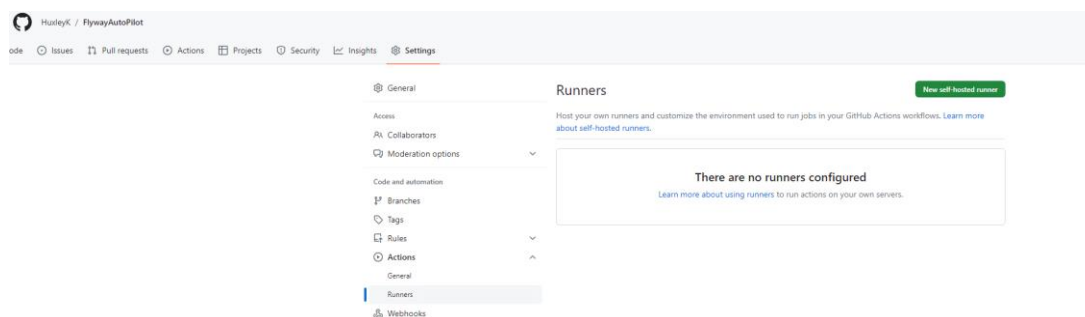 HuxleyK / FlywayAutoPilot
ode Issues Pull requests Actions Projects Security Insights Settings
General
Access
Collaborators
Moderation options
Code and automation
Branches
Tags
Rules
Actions
General
Runners
Webhooks
Runners
New self-hosted runner
Host your own runners and customize the environment used to run jobs in your GitHub Actions workflows. Learn more
about self-hosted runners.
There are no runners configured
Learn more about using runners to run actions on your own servers.